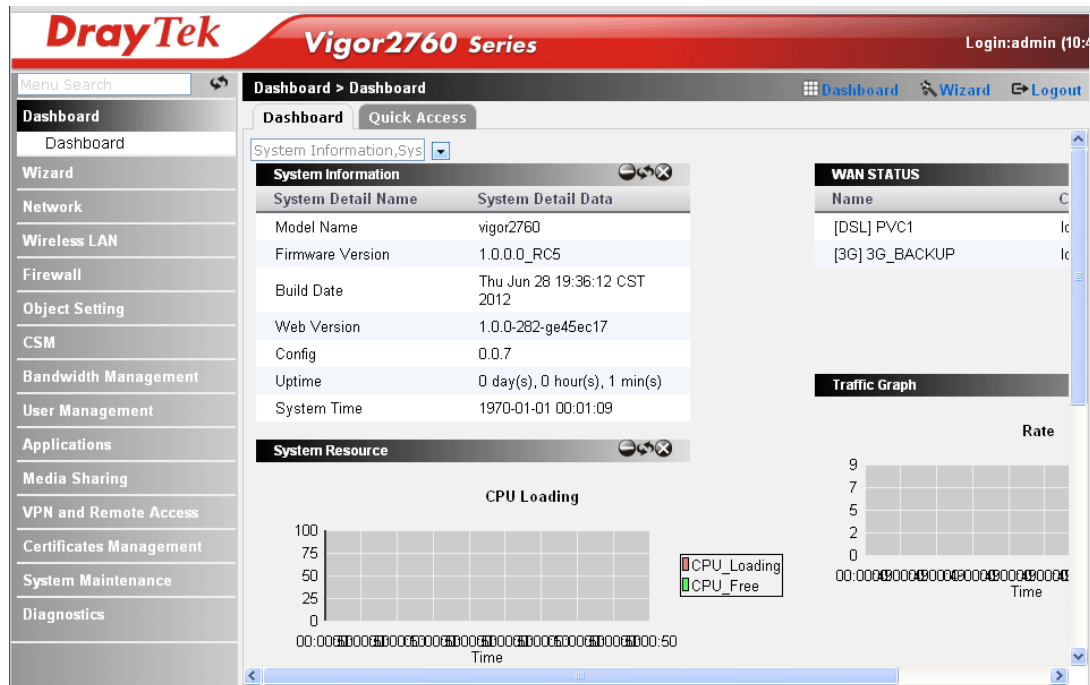 DrayTek
Vigor2760 Series
Login:admin (10:
Menu Search
Dashboard > Dashboard
Dashboard Wizard Logout
Dashboard
Dashboard
Wizard
Network
Wireless LAN
Firewall
Object Setting
CSM
Bandwidth Management
User Management
Applications
Media Sharing
VPN and Remote Access
Certificates Management
System Maintenance
Diagnostics
Dashboard Quick Access
System Information,Sys
System Information
System Detail Name System Detail Data
Model Name vigor2760
Firmware Version 1.0.0.0_RC5
Build Date Thu Jun 28 19:36:12 CST
2012
Web Version 1.0.0-282-ge45ec17
Config 0.0.7
Uptime 0 day(s), 0 hour(s), 1 min(s)
System Time 1970-01-01 00:01:09
System Resource
CPU Loading
100
75
50
25
0
CPU_Loading
CPU_Free
Time
WAN STATUS
Name C
[DSL] PVC1
[3G] 3G_BACKUP
Traffic Graph
Rate
9
7
5
2
0
Time